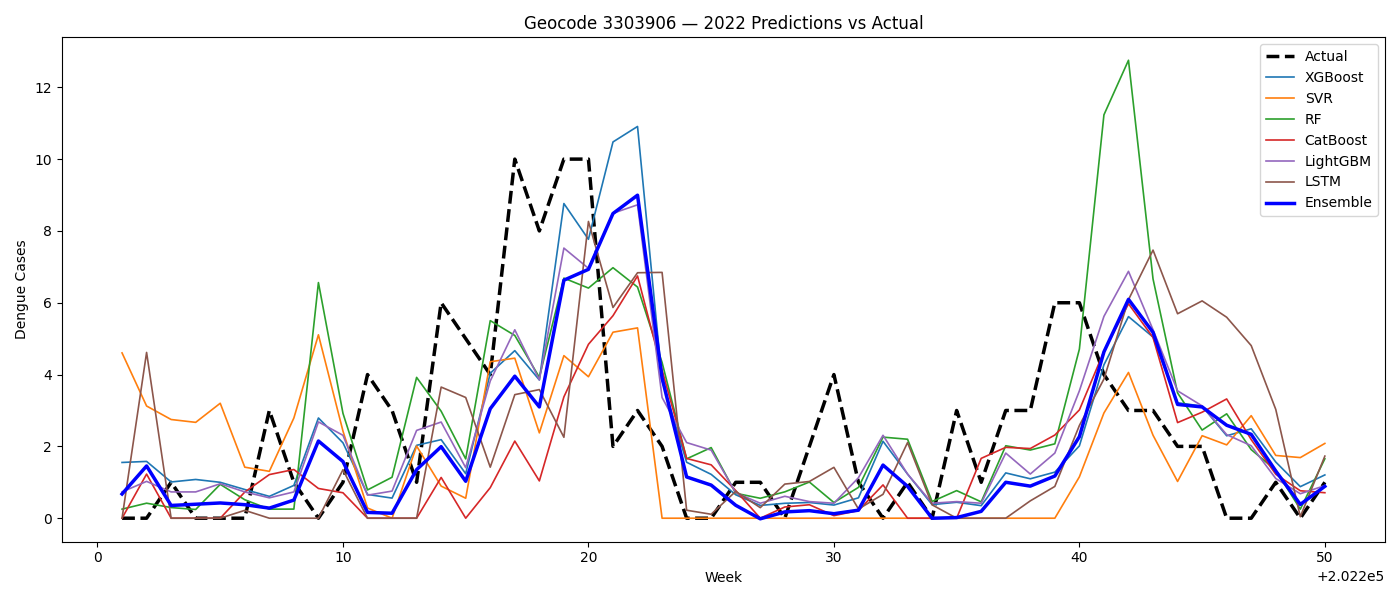 Geocode 3303906 — 2022 Predictions vs Actual
Dengue Cases
12
10
8
6
4
2
0
Actual
XGBoost
SVR
RF
CatBoost
LightGBM
LSTM
Ensemble
0 10 20 30 40 50
+2.022e5
Week